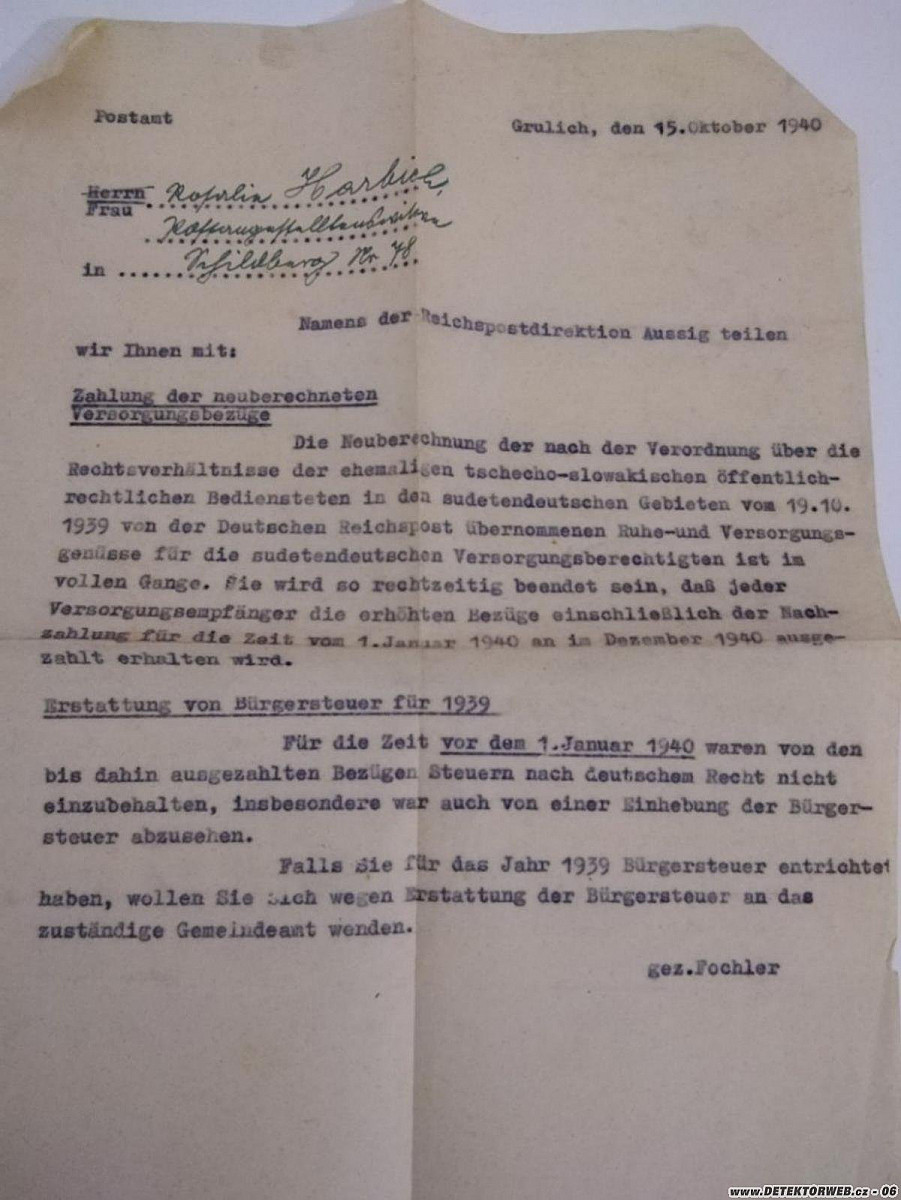 Postamt
Grulich, den 15.Oktober 1940
Herrn Rosalia Harbich,
Frau
Postangestelltenswitwe
in Schildberg Nr. 78.
Namens der Reichspostdirektion Aussig teilen
wir Ihnen mit:
Zahlung der neuberechneten
Versorgungsbezüge
Die Neuberechnung der nach der Verordnung über die
Rechtsverhältnisse der ehemaligen tschecho-slowakischen öffentlich-
rechtlichen Bediensteten in den sudetendeutschen Gebieten vom 19.10.
1939 von der Deutschen Reichspost übernommenen Ruhe-und Versorgungs-
genüsse für die sudetendeutschen Versorgungsberechtigten ist im
vollen Gange. Sie wird so rechtzeitig beendet sein, daß jeder
Versorgungsempfänger die erhöhten Bezüge einschließlich der Nach-
zahlung für die Zeit vom 1.Januar 1940 an im Dezember 1940 ausge-
zahlt erhalten wird.
Erstattung von Bürgersteuer für 1939
Für die Zeit vor dem 1.Januar 1940 waren von den
bis dahin ausgezahlten Bezügen Steuern nach deutschem Recht nicht
einzubehalten, insbesondere war auch von einer Einhebung der Bürger-
steuer abzusehen.
Falls Sie für das Jahr 1939 Bürgersteuer entrichtet
haben, wollen Sie sich wegen Erstattung der Bürgersteuer an das
zuständige Gemeindeamt wenden.
gez.Fochler
www.DETEKTORWEB.cz - 06